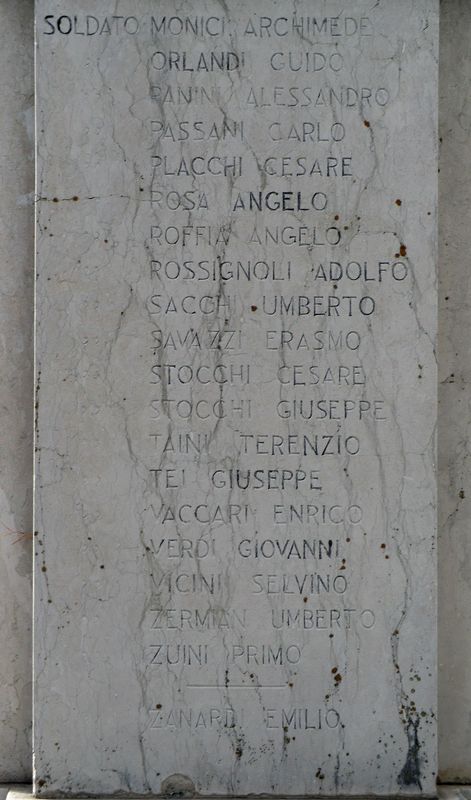 SOLDATO MONICI ARCHIMEDE
ORLANDI GUIDO
PANINI ALESSANDRO
PASSANI CARLO
PLACCHI CESARE
ROSA ANGELO
ROFFIA ANGELO
ROSSIGNOLI ADOLFO
SACCHI UMBERTO
SAVAZZI ERASMO
STOCCHI CESARE
STOCCHI GIUSEPPE
TAINI TERENZIO
TEI GIUSEPPE
VACCARI ENRICO
VERDI GIOVANNI
VICINI SELVINO
ZERMIAN UMBERTO
ZUINI PRIMO
ZANARDI EMILIO